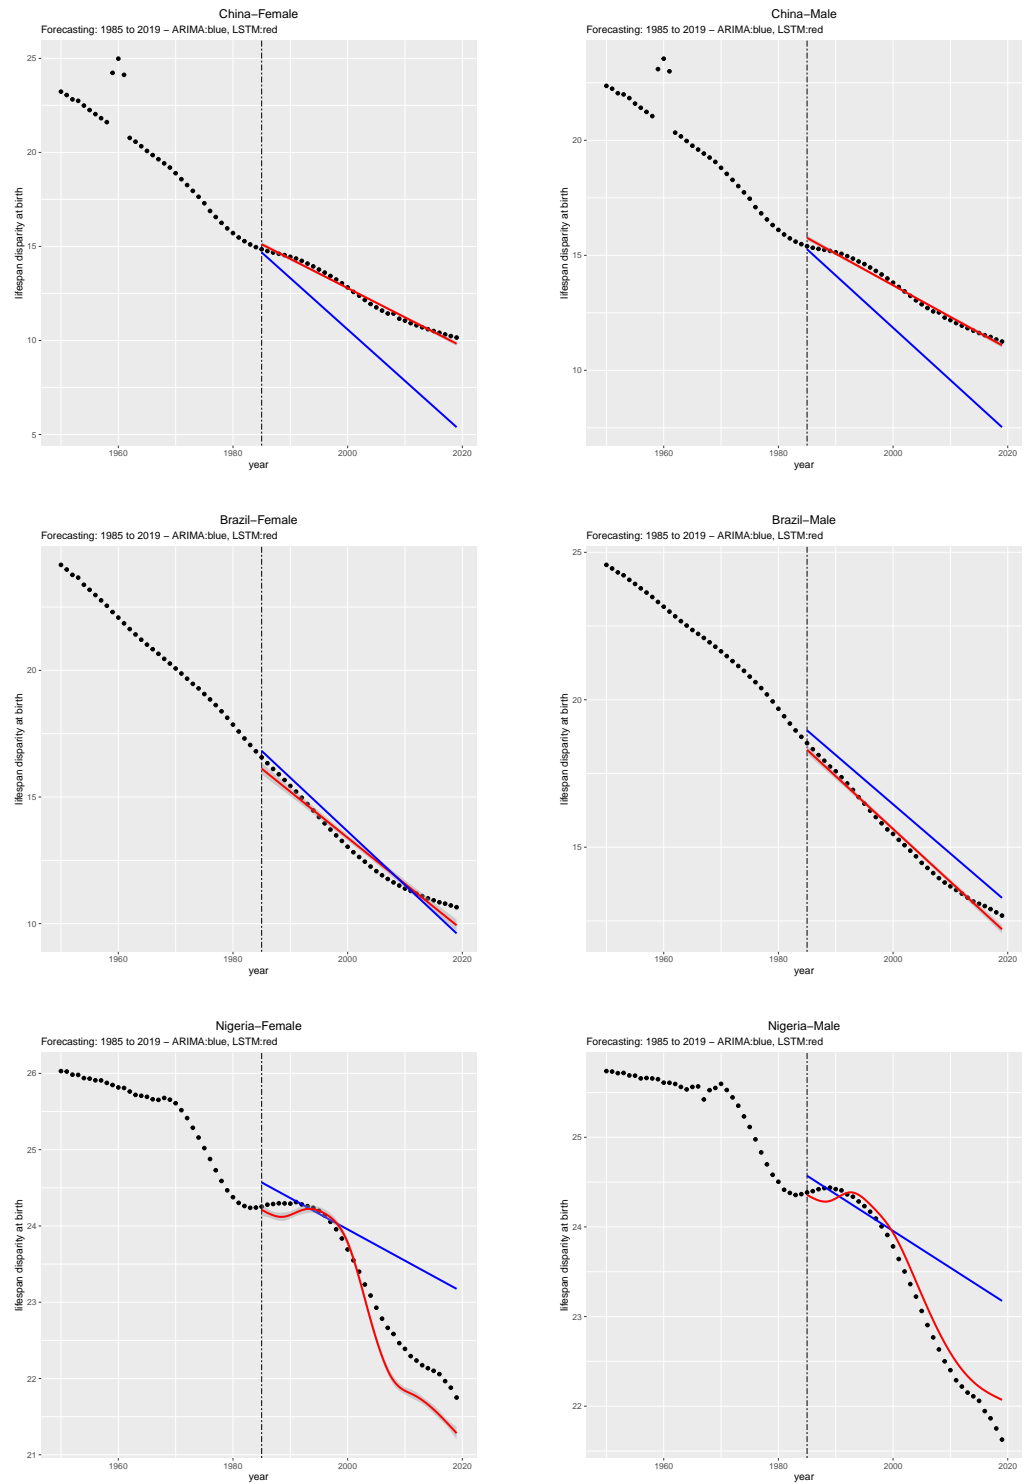 China−Female
Forecasting: 1985 to 2019 − ARIMA:blue, LSTM:red
lifespan disparity at birth
25
20
15
10
5
1960 1980 2000 2020
year
China−Male
Forecasting: 1985 to 2019 − ARIMA:blue, LSTM:red
lifespan disparity at birth
20
15
10
1960 1980 2000 2020
year
Brazil−Female
Forecasting: 1985 to 2019 − ARIMA:blue, LSTM:red
lifespan disparity at birth
20
15
10
1960 1980 2000 2020
year
Brazil−Male
Forecasting: 1985 to 2019 − ARIMA:blue, LSTM:red
lifespan disparity at birth
25
20
15
1960 1980 2000 2020
year
Nigeria−Female
Forecasting: 1985 to 2019 − ARIMA:blue, LSTM:red
lifespan disparity at birth
26
25
24
23
22
21
1960 1980 2000 2020
year
Nigeria−Male
Forecasting: 1985 to 2019 − ARIMA:blue, LSTM:red
lifespan disparity at birth
25
24
23
22
1960 1980 2000 2020
year